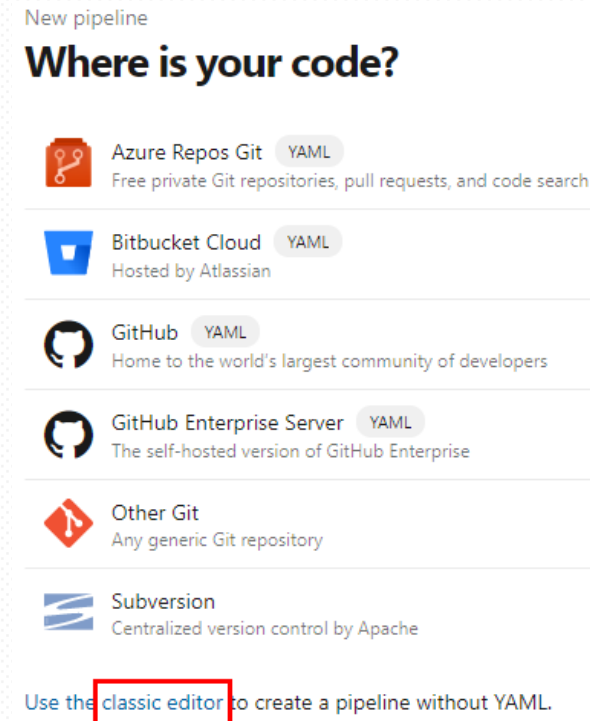 New pipeline
Where is your code?
Azure Repos Git YAML
Free private Git repositories, pull requests, and code search
Bitbucket Cloud YAML
Hosted by Atlassian
GitHub YAML
Home to the world's largest community of developers
GitHub Enterprise Server YAML
The self-hosted version of GitHub Enterprise
Other Git
Any generic Git repository
Subversion
Centralized version control by Apache
Use the classic editor to create a pipeline without YAML.